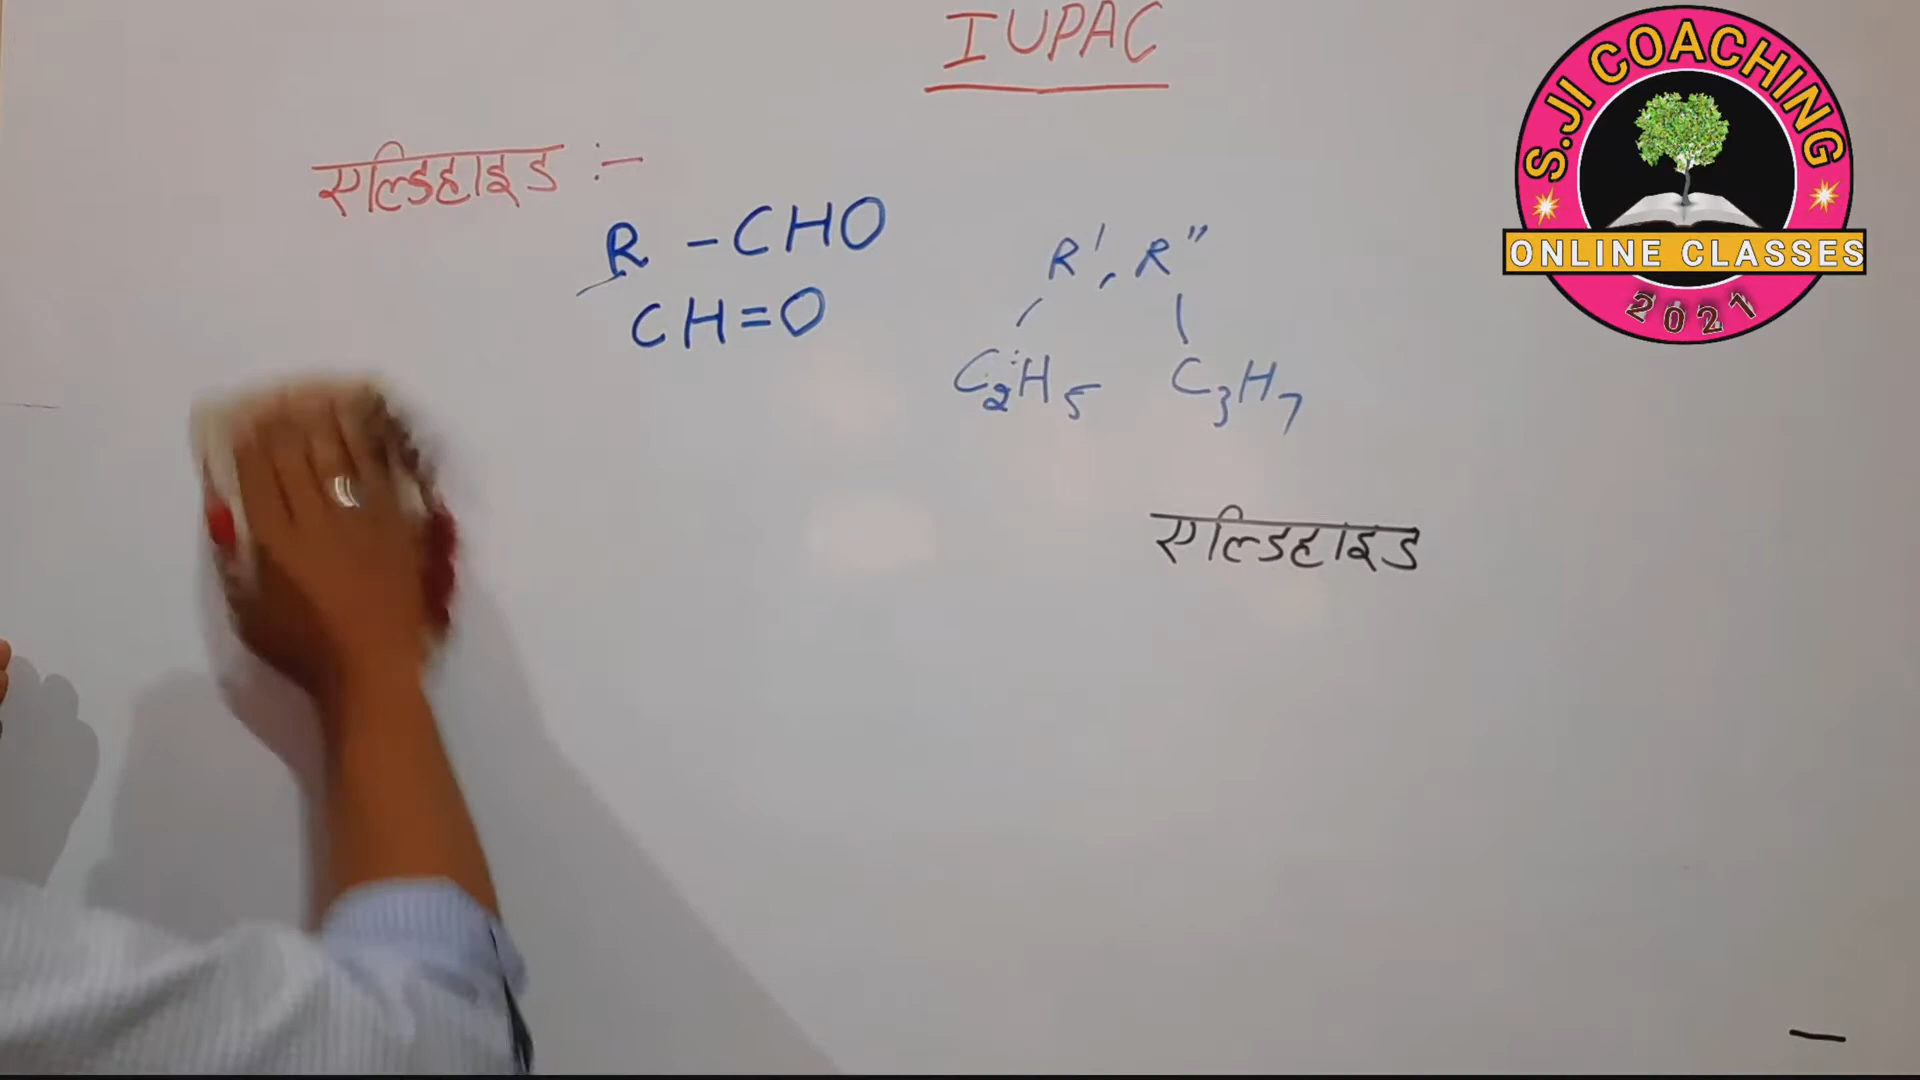 IUPAC
एल्डिहाइड :-
R - CHO
CH=O
R', R"
C₂H₅ C₃H₇
एल्डिहाइड
S.JI COACHING
ONLINE CLASSES
2021